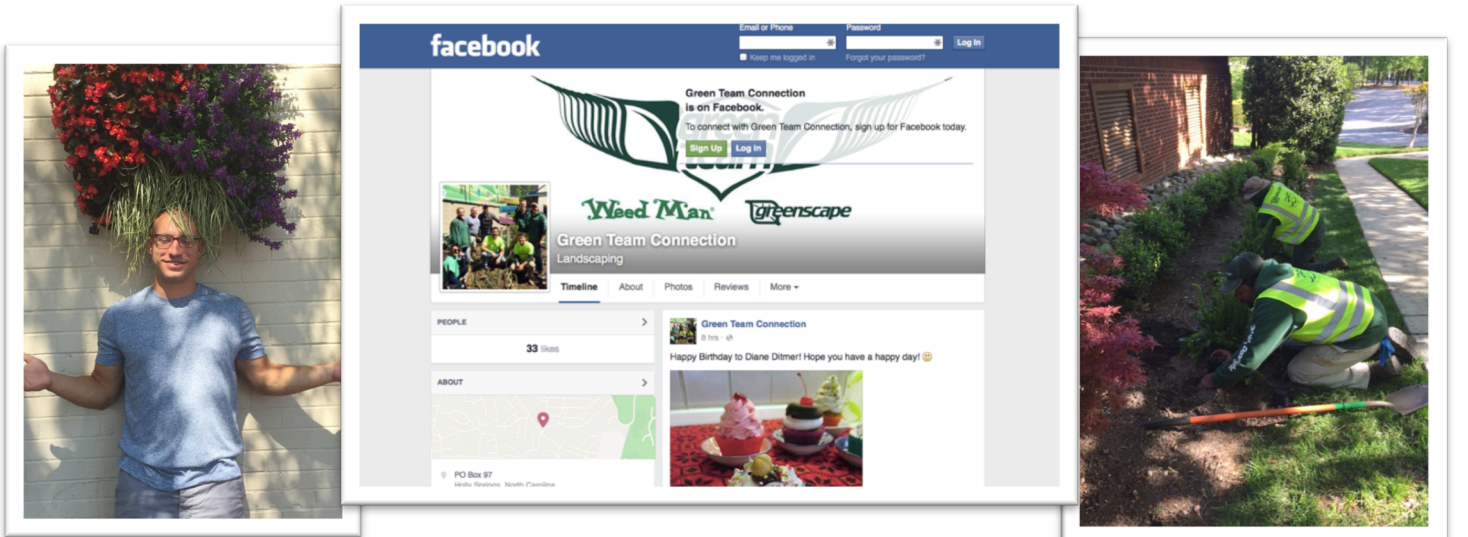 Email or Phone
Password
facebook
Log In
Keep me logged in
Forgot your password?
Green Team Connection
is on Facebook.
To connect with Green Team Connection, sign up for Facebook today.
Sign Up
Log In
green
team
Weed Man
greenscape
Green Team Connection
Landscaping
Timeline
About
Photos
Reviews
More
PEOPLE
33 likes
ABOUT
PO Box 97
Holly Springs, North Carolina
Green Team Connection
8 hrs
Happy Birthday to Diane Ditmer! Hope you have a happy day!